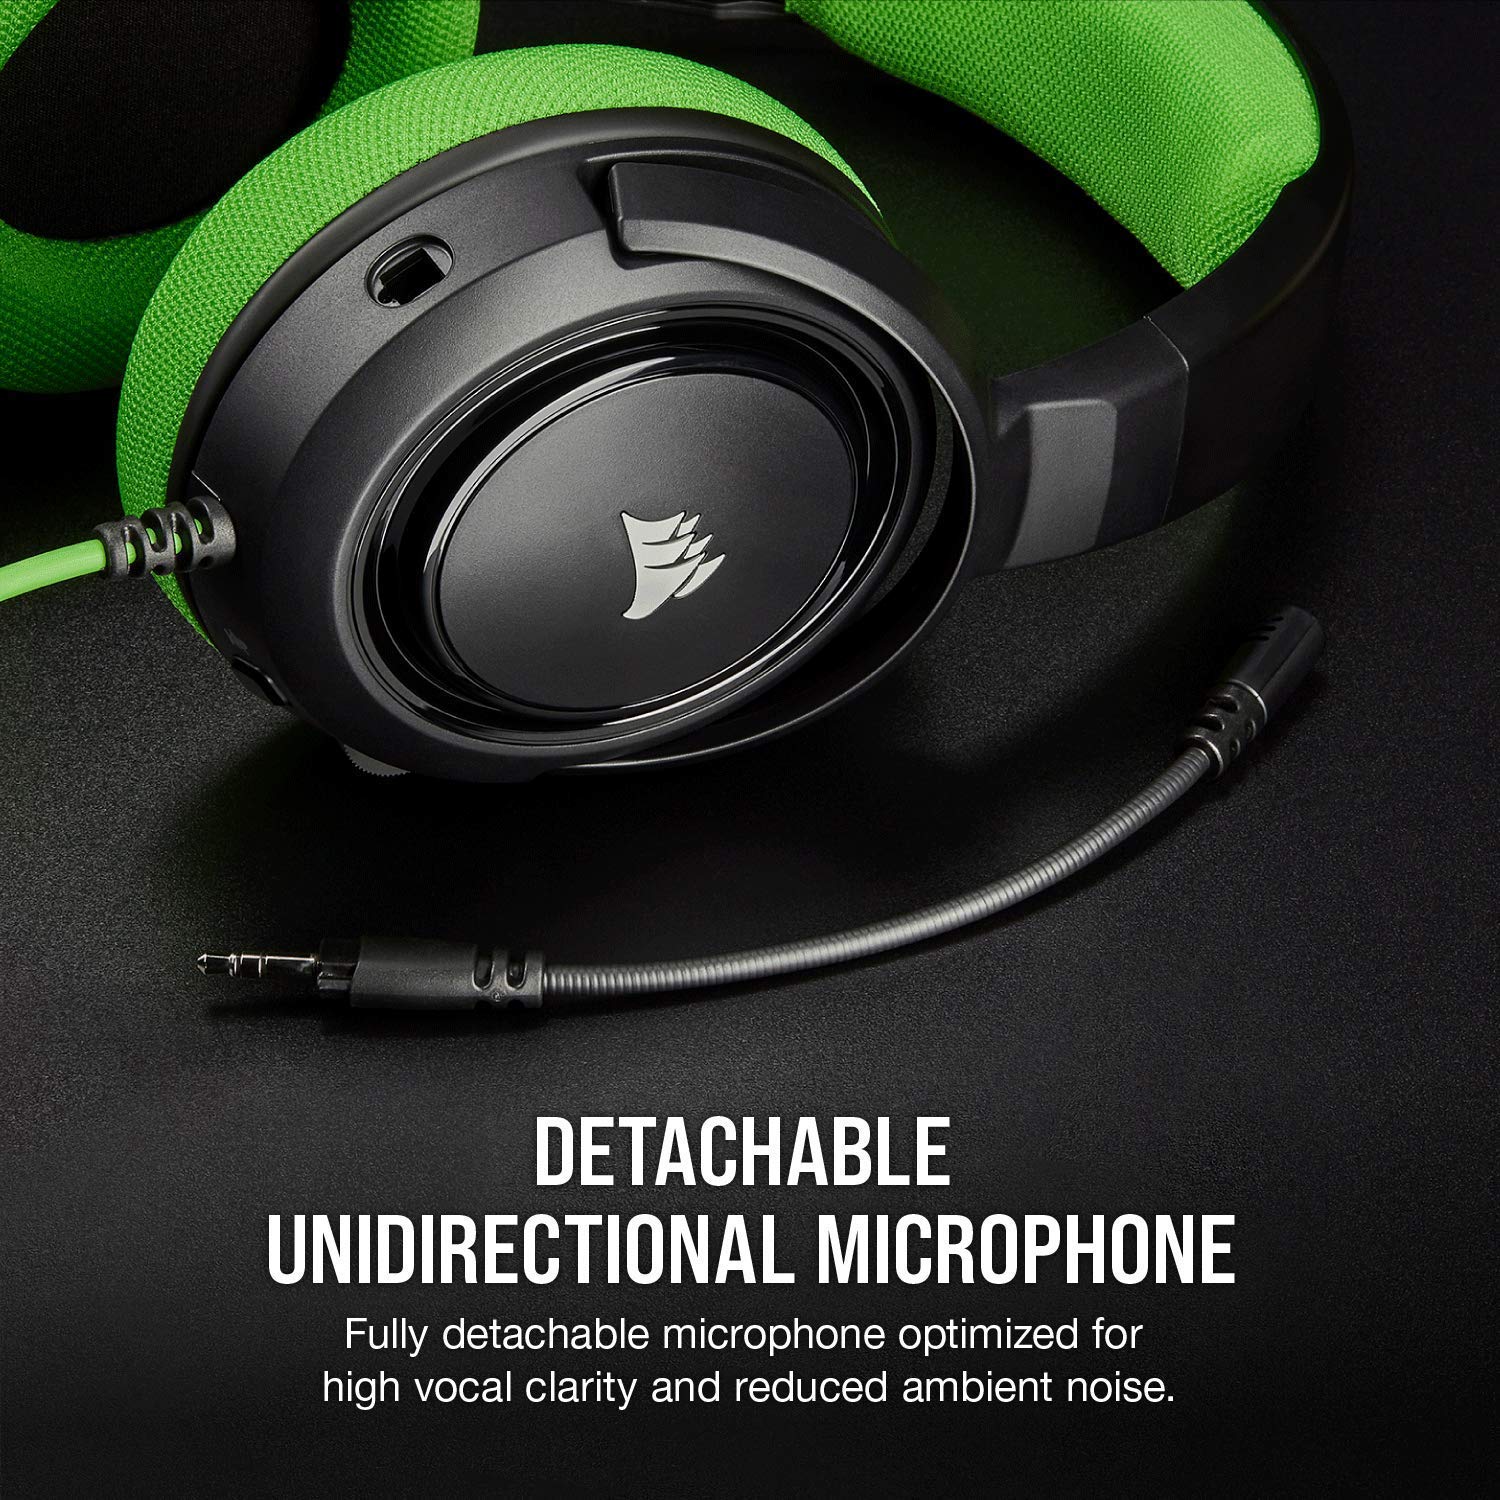 DETACHABLE
UNIDIRECTIONAL MICROPHONE
Fully detachable microphone optimized for
high vocal clarity and reduced ambient noise.